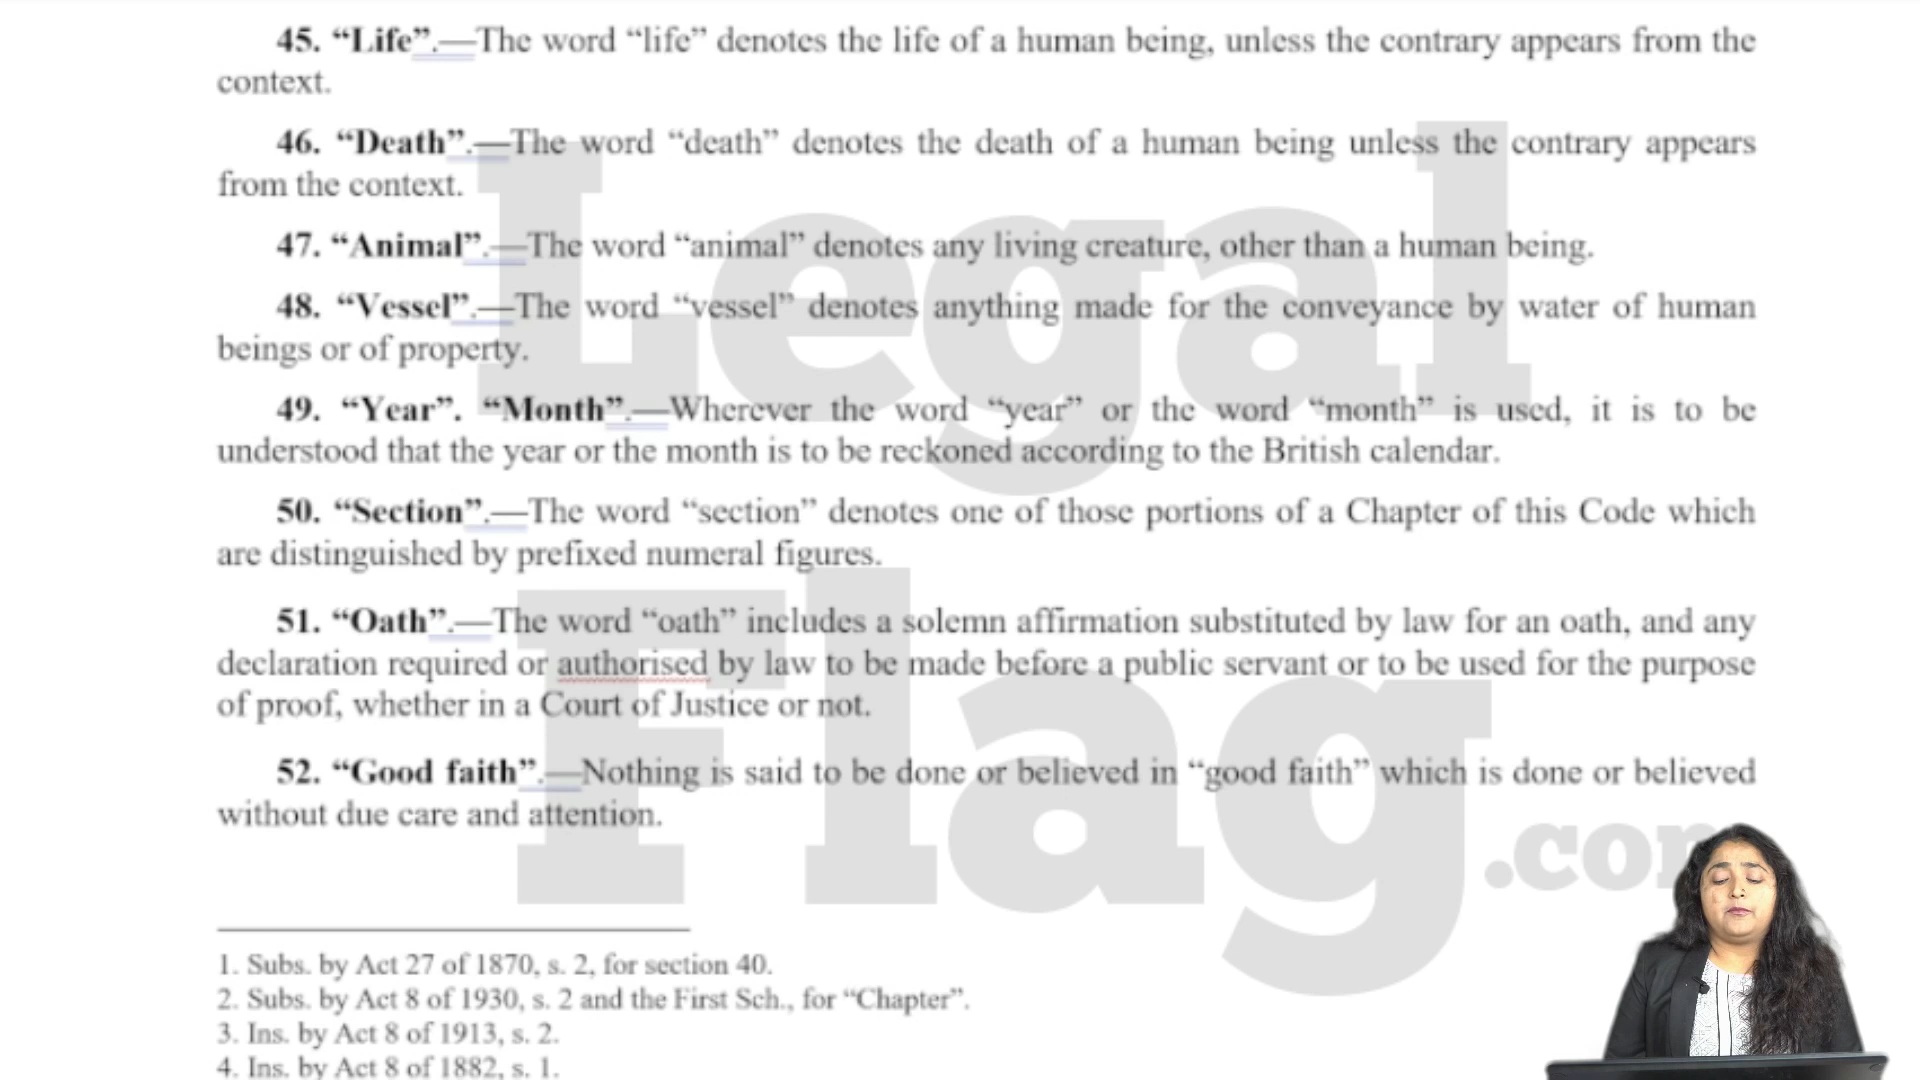 45. “Life”.—The word “life” denotes the life of a human being, unless the contrary appears from the
context.
46. “Death”.—The word “death” denotes the death of a human being unless the contrary appears
from the context.
47. “Animal”.—The word “animal” denotes any living creature, other than a human being.
48. “Vessel”.—The word “vessel” denotes anything made for the conveyance by water of human
beings or of property.
49. “Year”. “Month”.—Wherever the word “year” or the word “month” is used, it is to be
understood that the year or the month is to be reckoned according to the British calendar.
50. “Section”.—The word “section” denotes one of those portions of a Chapter of this Code which
are distinguished by prefixed numeral figures.
51. “Oath”.—The word “oath” includes a solemn affirmation substituted by law for an oath, and any
declaration required or authorised by law to be made before a public servant or to be used for the purpose
of proof, whether in a Court of Justice or not.
52. “Good faith”.—Nothing is said to be done or believed in “good faith” which is done or believed
without due care and attention.
1. Subs. by Act 27 of 1870, s. 2, for section 40.
2. Subs. by Act 8 of 1930, s. 2 and the First Sch., for “Chapter”.
3. Ins. by Act 8 of 1913, s. 2.
4. Ins. by Act 8 of 1882, s. 1.
Legal
Flag